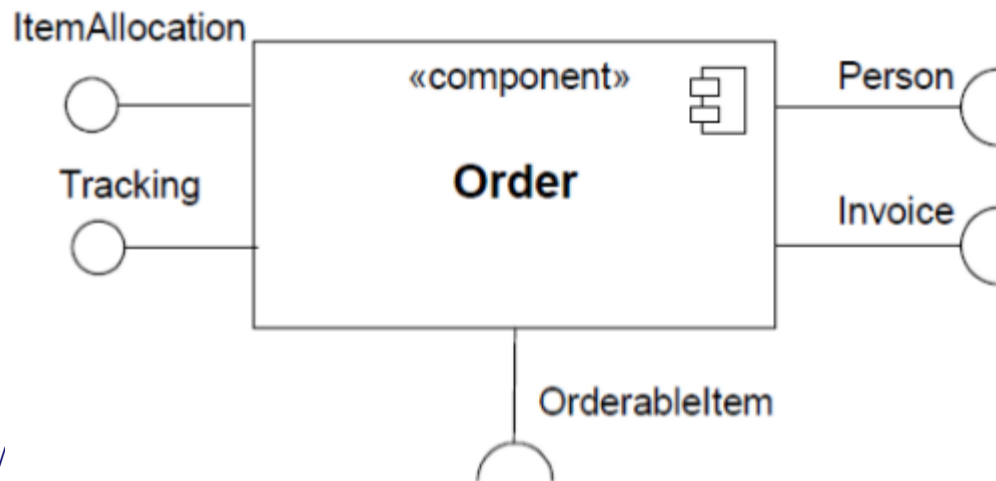 ItemAllocation
«component»
Person
Tracking
Order
Invoice
OrderableItem